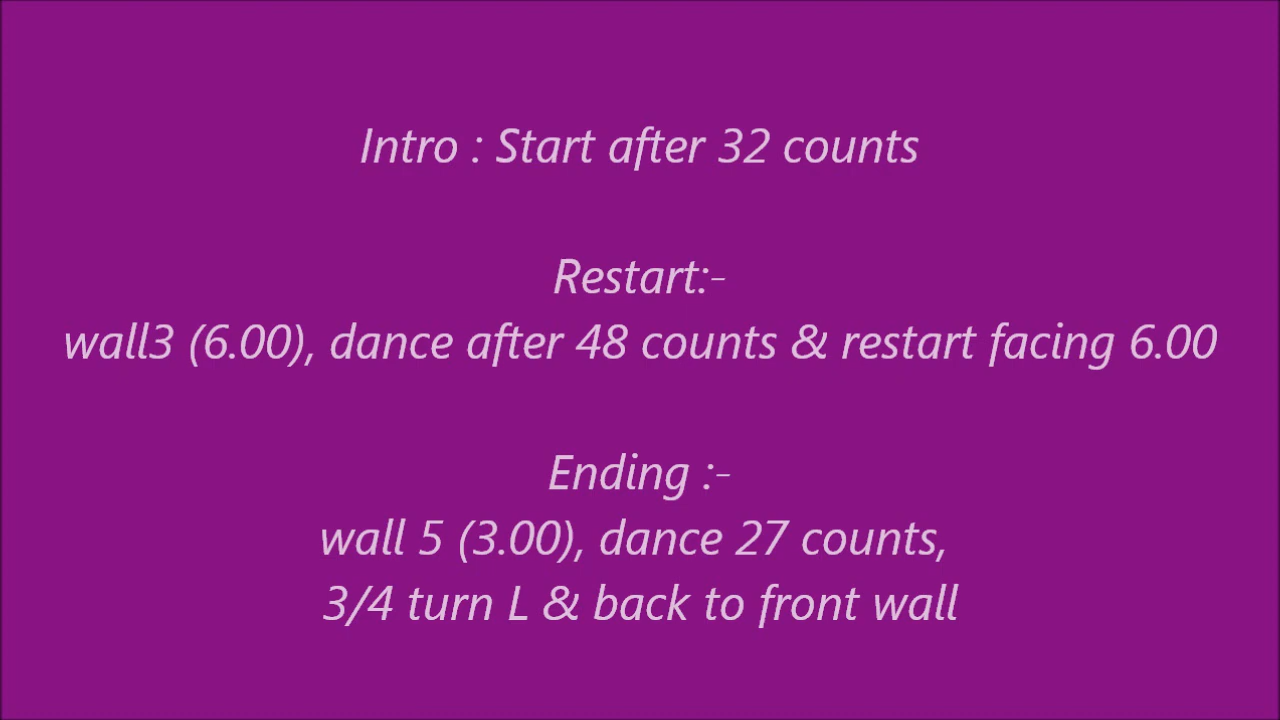 Intro : Start after 32 counts
Restart:-
wall3 (6.00), dance after 48 counts & restart facing 6.00
Ending :-
wall 5 (3.00), dance 27 counts,
3/4 turn L & back to front wall